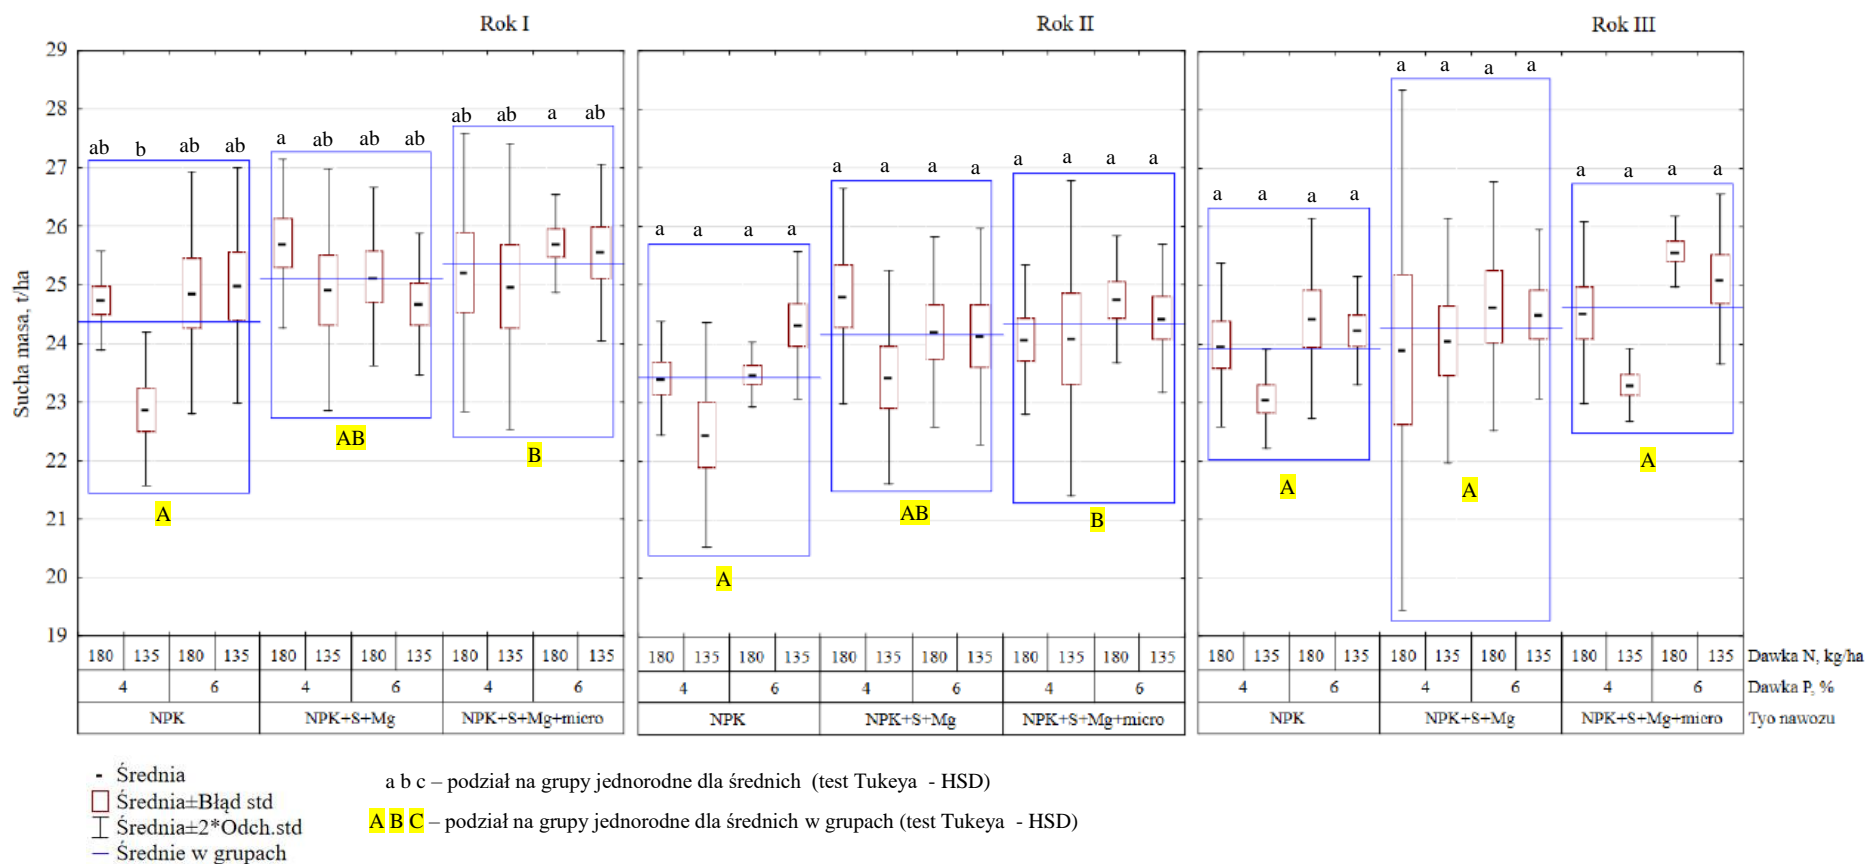 Rok I Rok II Rok III
Sucha masa, t/ha
29
28
27
26
25
24
23
22
21
20
19
ab b ab ab a ab ab ab ab ab a ab
a a a a a a a a a a a a
a a a a a a a a a a a a
A AB B
A AB B
A A A
180 135 180 135 180 135 180 135 180 135 180 135 180 135 180 135 180 135 180 135 180 135 180 135 180 135 180 135 180 135 180 135 180 135 180 135 Dawka N, kg/ha
4 6 4 6 4 6 4 6 4 6 4 6 4 6 4 6 4 6 Dawka P, %
NPK NPK+S+Mg NPK+S+Mg+micro NPK NPK+S+Mg NPK+S+Mg+micro NPK NPK+S+Mg NPK+S+Mg+micro Tyo nawozu
Średnia
Średnia±Błąd std
Średnia±2*Odch.std
Średnie w grupach
a b c – podział na grupy jednorodne dla średnich (test Tukeya - HSD)
A B C – podział na grupy jednorodne dla średnich w grupach (test Tukeya - HSD)